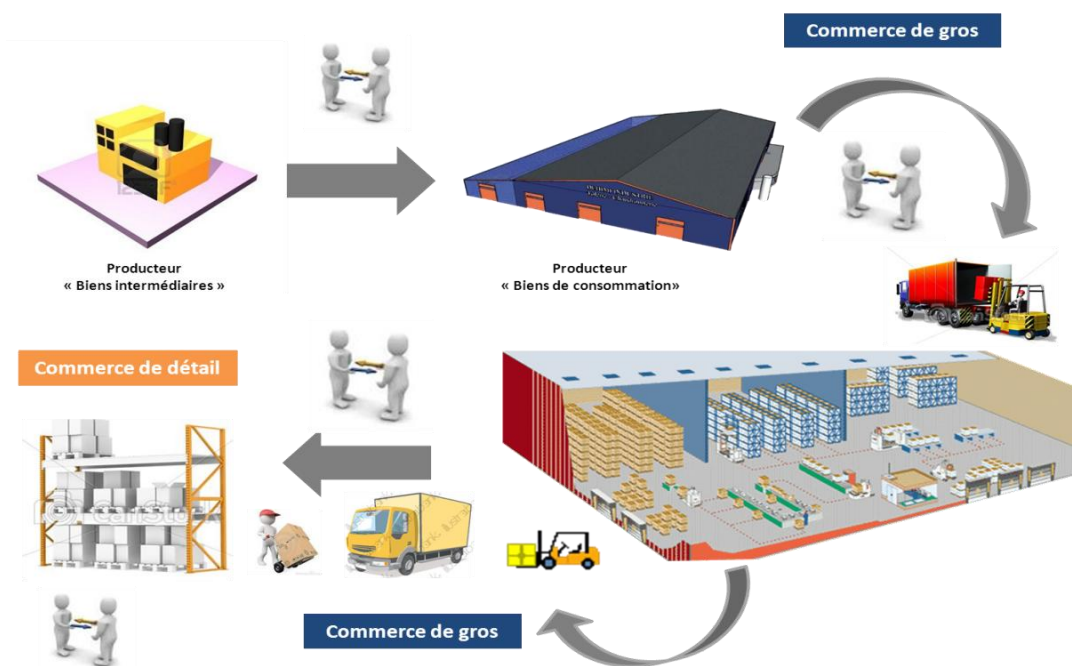 Commerce de gros
Producteur
« Biens intermédiaires »
Producteur
« Biens de consommation»
Commerce de détail
Commerce de gros